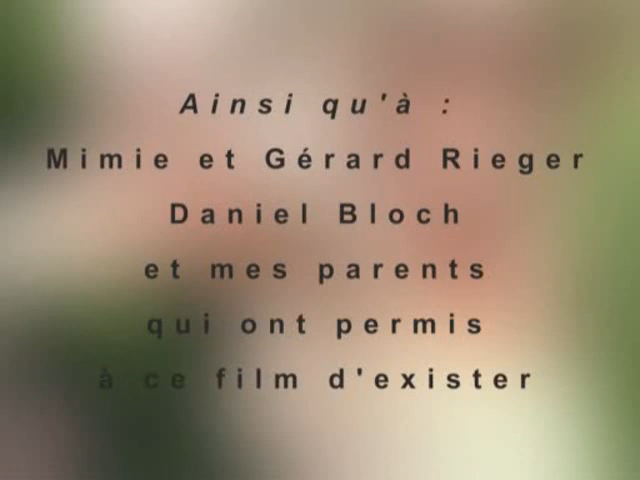 Ainsi qu'à :
Mimie et Gérard Rieger
Daniel Bloch
et mes parents
qui ont permis
à ce film d'exister